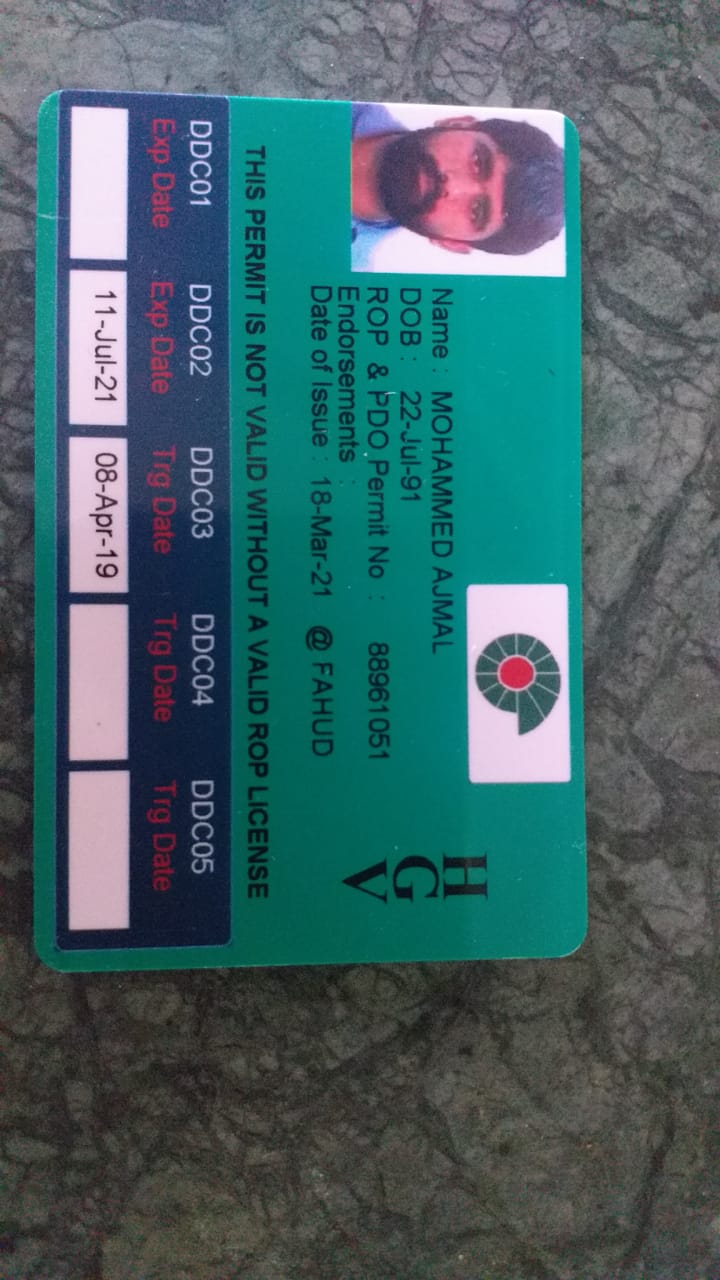 Name : MOHAMMED AJMAL
DOB : 22-Jul-91
ROP & PDO Permit No : 88961051
Endorsements :
Date of Issue : 18-Mar-21 @ FAHUD
H
G
V
THIS PERMIT IS NOT VALID WITHOUT A VALID ROP LICENSE
DDC01 DDC02 DDC03 DDC04 DDC05
Exp Date Exp Date Trg Date Trg Date Trg Date
11-Jul-21 08-Apr-19